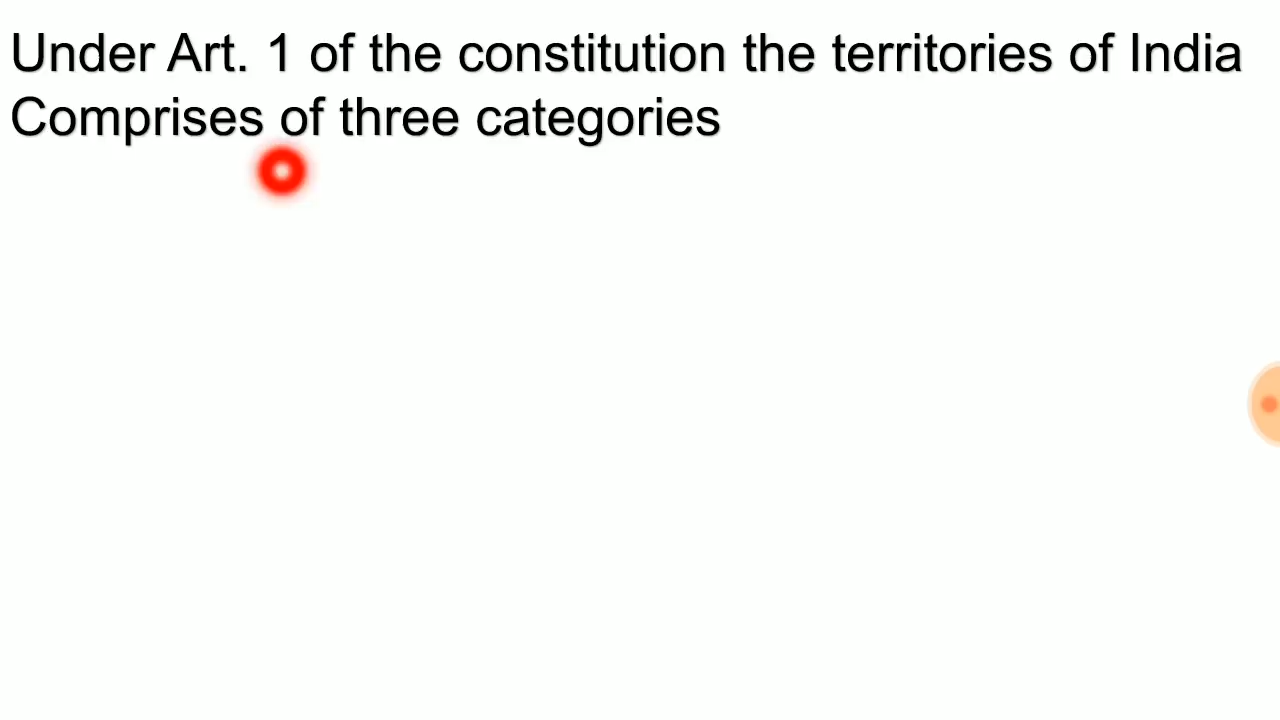 Under Art. 1 of the constitution the territories of India
Comprises of three categories